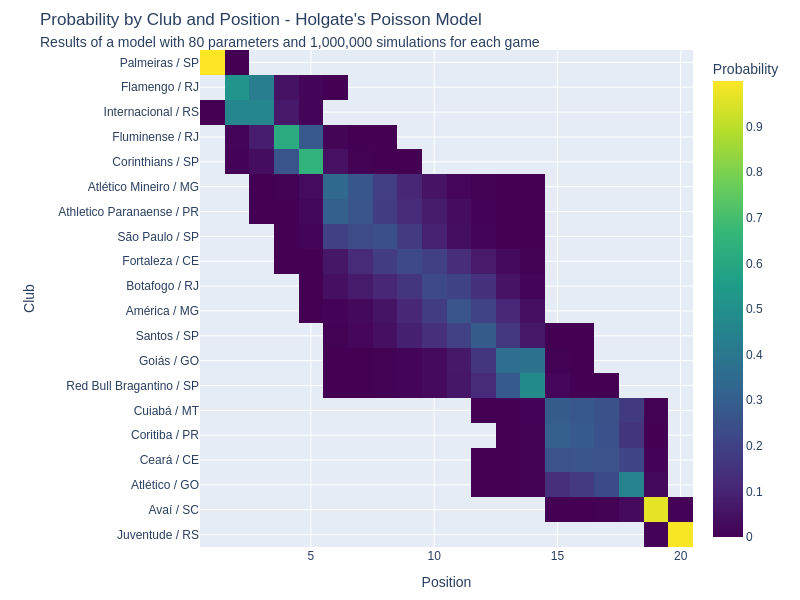 Probability by Club and Position - Holgate's Poisson Model
Results of a model with 80 parameters and 1,000,000 simulations for each game
Probability
Club
Palmeiras / SP
Flamengo / RJ
Internacional / RS
Fluminense / RJ
Corinthians / SP
Atlético Mineiro / MG
Athletico Paranaense / PR
São Paulo / SP
Fortaleza / CE
Botafogo / RJ
América / MG
Santos / SP
Goiás / GO
Red Bull Bragantino / SP
Cuiabá / MT
Coritiba / PR
Ceará / CE
Atlético / GO
Avaí / SC
Juventude / RS
0.9
0.8
0.7
0.6
0.5
0.4
0.3
0.2
0.1
0
5 10 15 20
Position